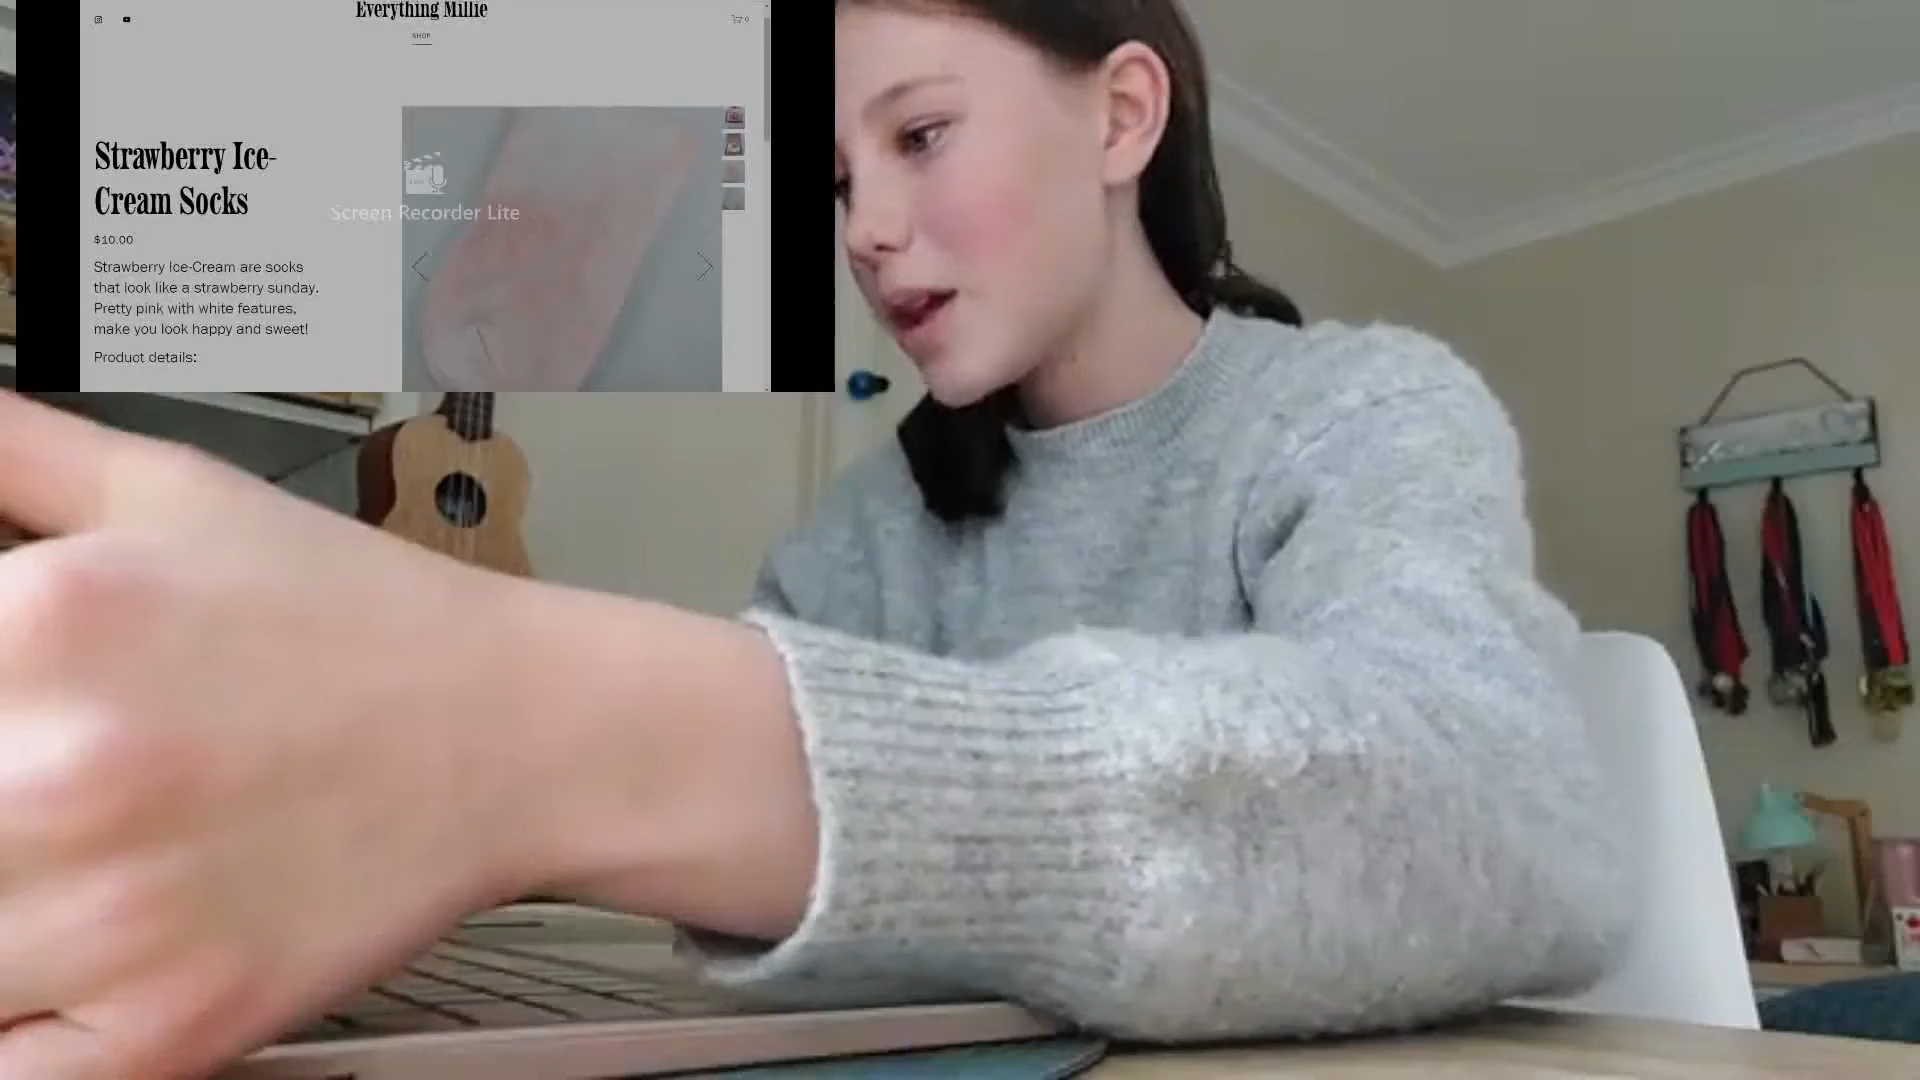 Everything Millie
0
SHOP
Strawberry Ice-
Cream Socks
Screen Recorder Lite
$10.00
Strawberry Ice-Cream are socks
that look like a strawberry sunday.
Pretty pink with white features,
make you look happy and sweet!
Product details: